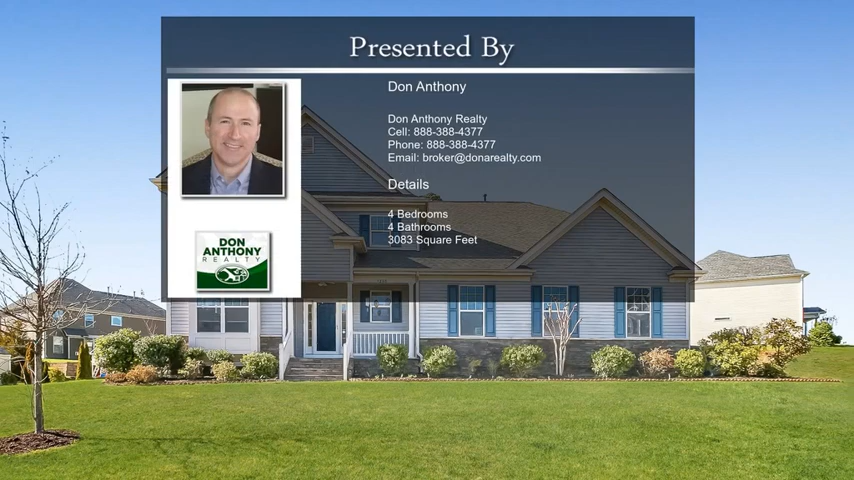 Presented By
Don Anthony
Don Anthony Realty
Cell: 888-388-4377
Phone: 888-388-4377
Email: broker@donarealty.com
Details
4 Bedrooms
4 Bathrooms
3083 Square Feet
DON
ANTHONY
REALTY